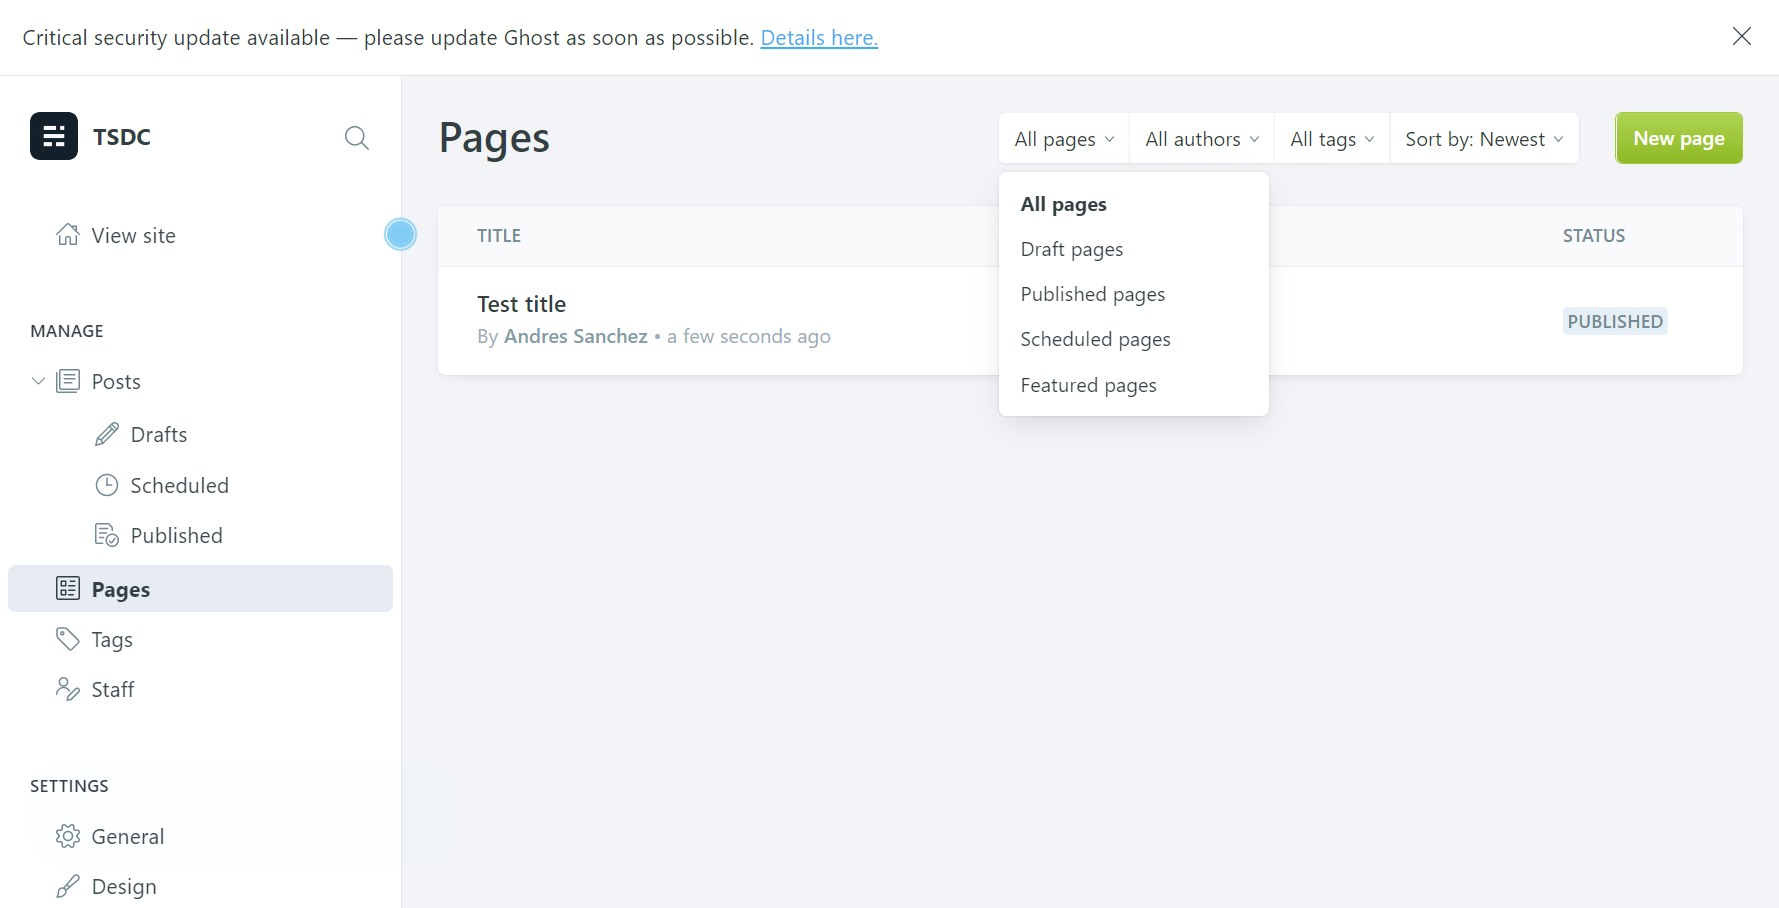 Critical security update available — please update Ghost as soon as possible. Details here.
TSDC
View site
MANAGE
Posts
Drafts
Scheduled
Published
Pages
Tags
Staff
SETTINGS
General
Design
Pages
All pages
All authors
All tags
Sort by: Newest
New page
All pages
Draft pages
Published pages
Scheduled pages
Featured pages
TITLE
STATUS
Test title
By Andres Sanchez • a few seconds ago
PUBLISHED